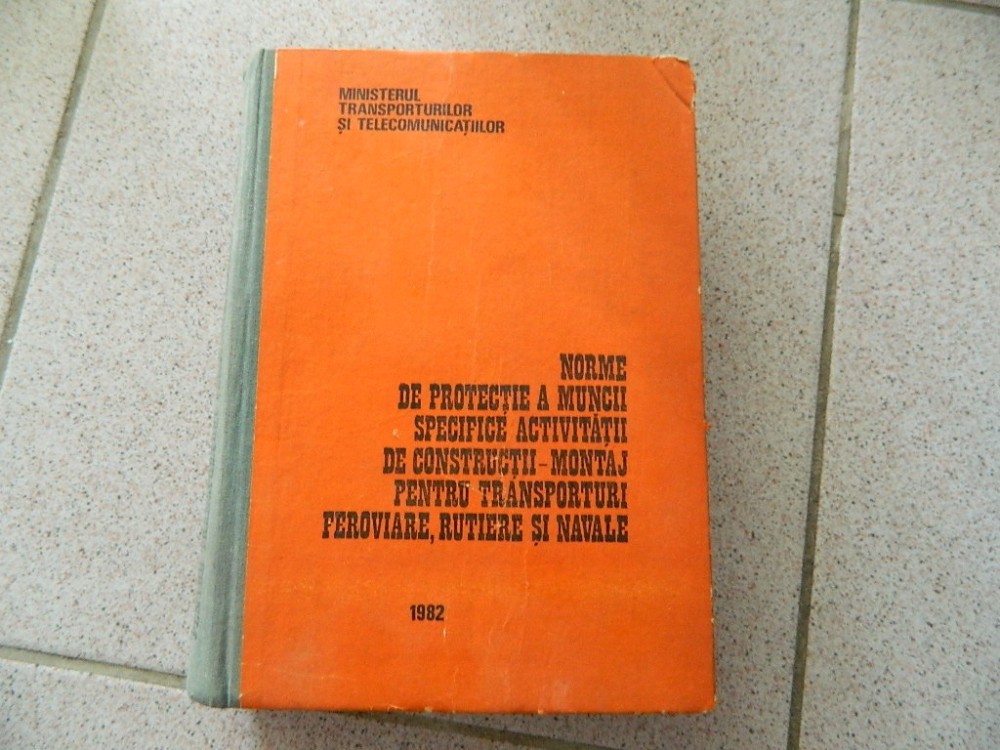 MINISTERUL
TRANSPORTURILOR
ȘI TELECOMUNICAȚIILOR
NORME
DE PROTECȚIE A MUNCII
SPECIFICE ACTIVITĂȚII
DE CONSTRUCȚII-MONTAJ
PENTRU TRANSPORTURI
FEROVIARE, RUTIERE ȘI NAVALE
1982